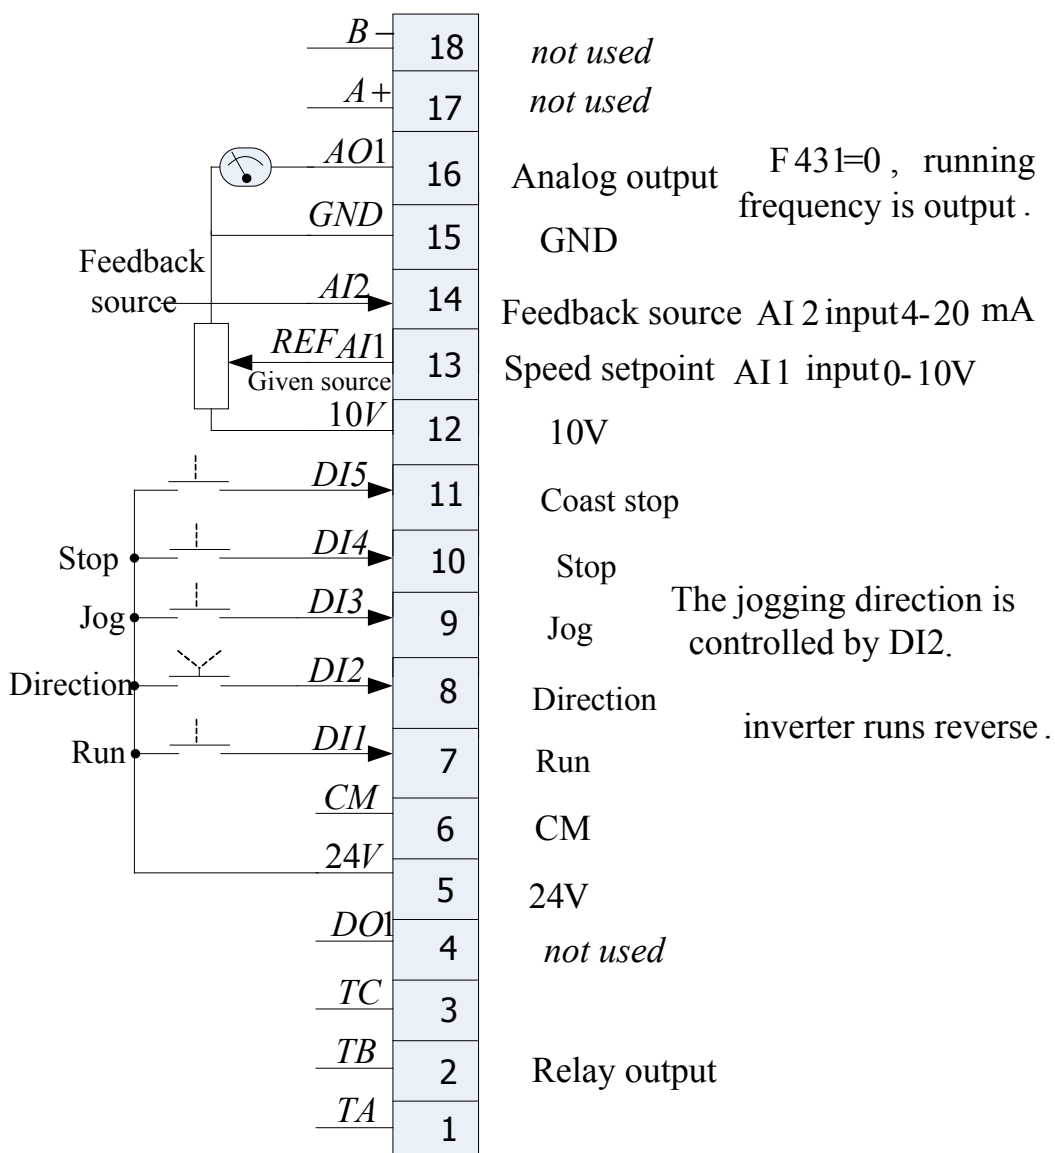 B − 18 not used
A + 17 not used
AO1 16 Analog output F431=0 , running
frequency is output .
GND 15 GND
Feedback
source
AI2 14 Feedback source AI 2 input 4-20 mA
REF AI1 13 Speed setpoint AI 1 input 0-10V
Given source
10V 12 10V
DI5 11 Coast stop
Stop DI4 10 Stop
Jog DI3 9 Jog The jogging direction is
controlled by DI2.
Direction DI2 8 Direction
inverter runs reverse .
Run DI1 7 Run
CM 6 CM
24V 5 24V
DO1 4 not used
TC 3
TB 2 Relay output
TA 1